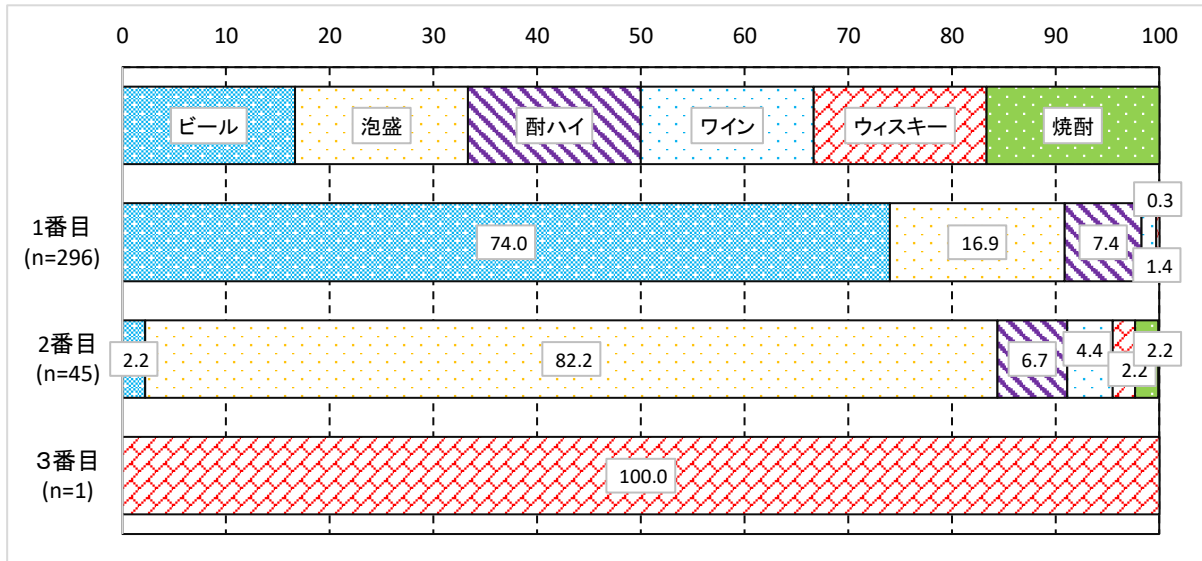 0 10 20 30 40 50 60 70 80 90 100
ビール 泡盛 酎ハイ ワイン ウィスキー 焼酎
1番目
(n=296)
74.0 16.9 7.4 1.4 0.3
2番目
(n=45)
2.2 82.2 6.7 4.4 2.2 2.2
3番目
(n=1)
100.0